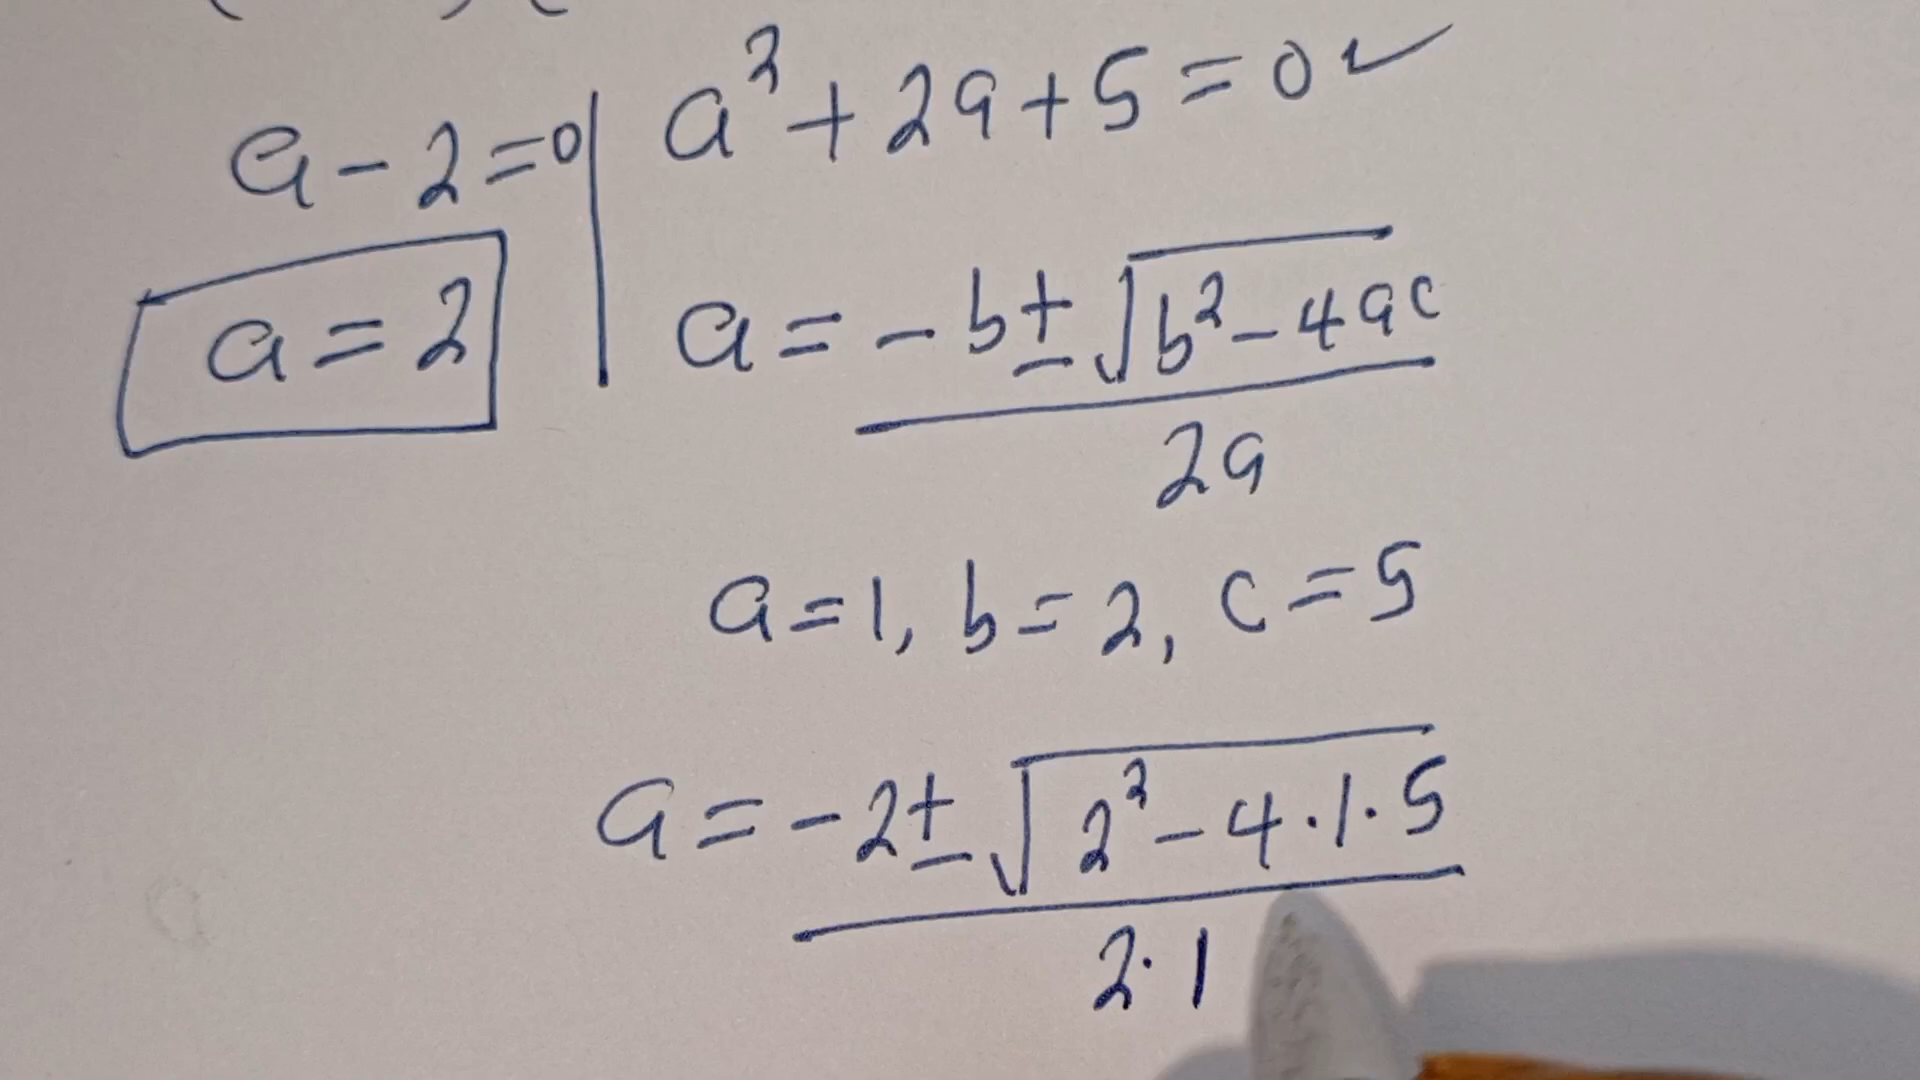 a - 2 = 0 | a² + 2a + 5 = 0 ✓
a = 2
a = -b ± √(b² - 4ac) / 2a
a = 1, b = 2, c = 5
a = -2 ± √(2² - 4·1·5) / 2·1